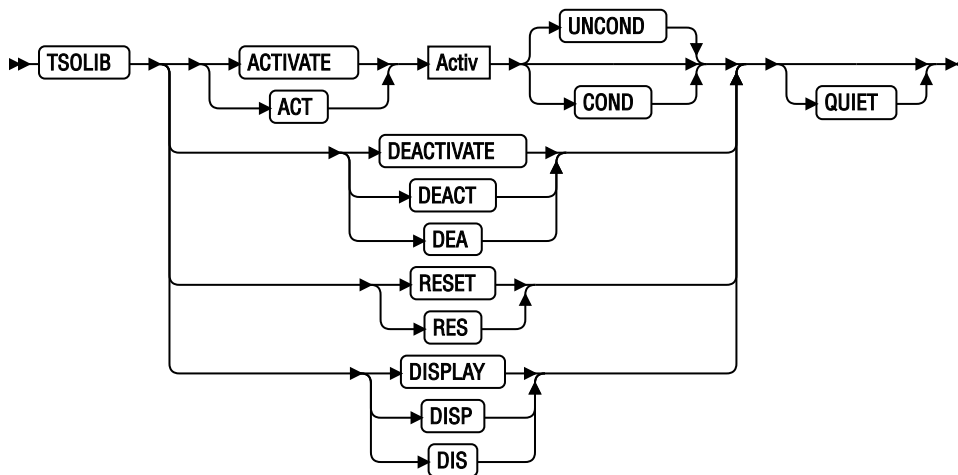 UNCOND
TSOLIB ACTIVATE Activ
ACT COND QUIET
DEACTIVATE
DEACT
DEA
RESET
RES
DISPLAY
DISP
DIS